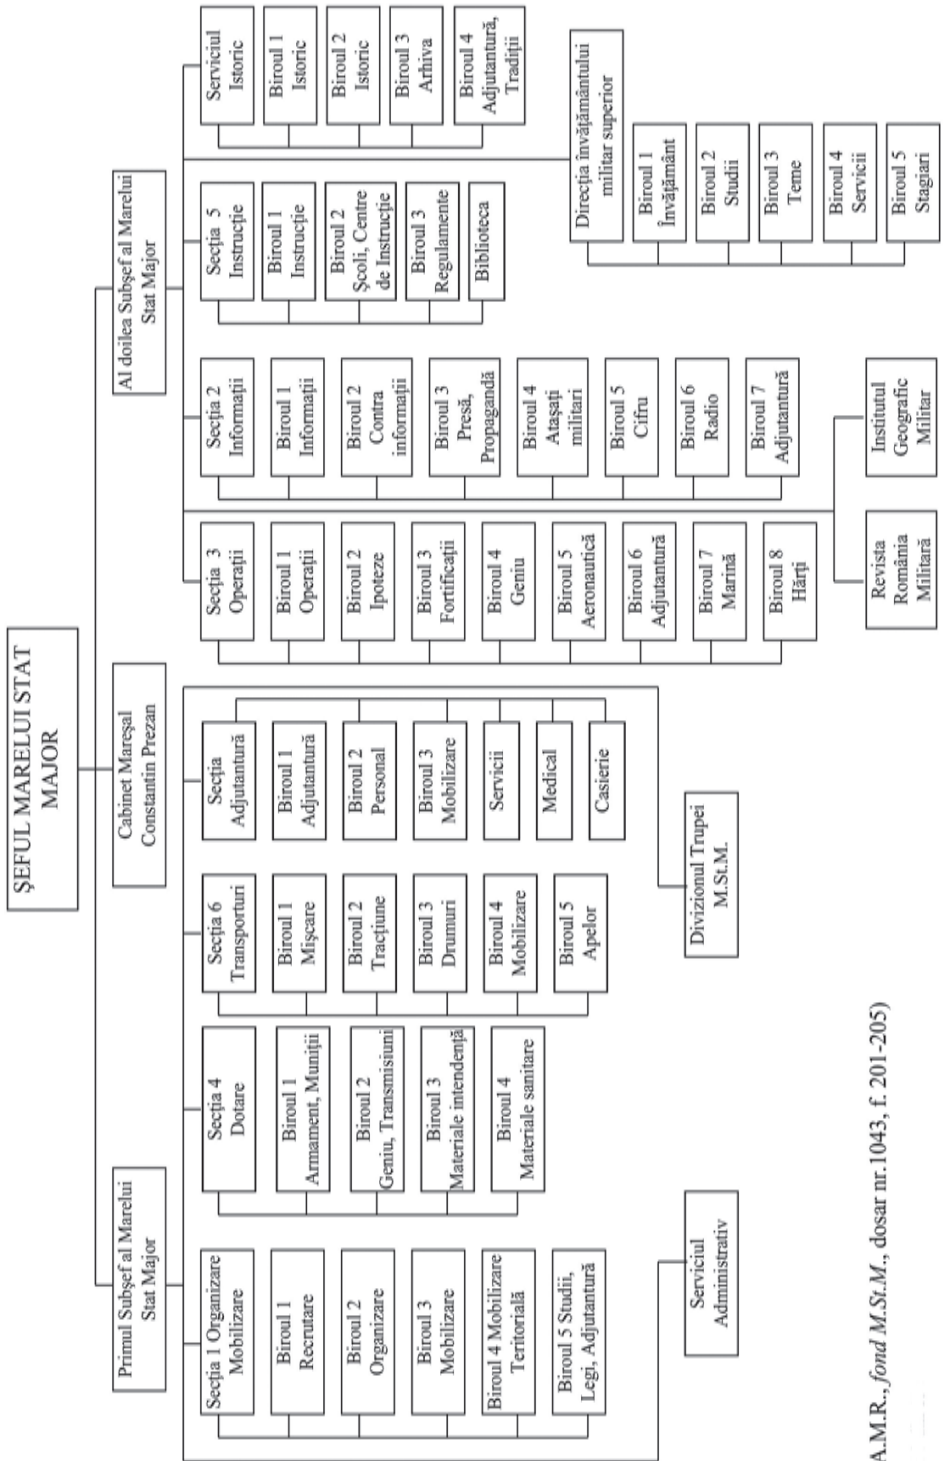 ŞEFUL MARELUI STAT
MAJOR
Primul Subşef al Marelui
Stat Major
Cabinet Mareşal
Constantin Prezan
Al doilea Subşef al Marelui
Stat Major
Secţia 1 Organizare
Mobilizare
Biroul 1
Recrutare
Biroul 2
Organizare
Biroul 3
Mobilizare
Biroul 4 Mobilizare
Teritorială
Biroul 5 Studii,
Legi, Adjutantură
Secţia 4
Dotare
Biroul 1
Armament, Muniţii
Biroul 2
Geniu, Transmisiuni
Biroul 3
Materiale intendenţă
Biroul 4
Materiale sanitare
Secţia 6
Transporturi
Biroul 1
Mişcare
Biroul 2
Tracţiune
Biroul 3
Drumuri
Biroul 4
Mobilizare
Biroul 5
Apelor
Secţia
Adjutantură
Biroul 1
Adjutantură
Biroul 2
Personal
Biroul 3
Mobilizare
Servicii
Medical
Casierie
Serviciul
Administrativ
Divizionul Trupei
M.St.M.
Secţia 3
Operaţii
Biroul 1
Operaţii
Biroul 2
Ipoteze
Biroul 3
Fortificaţii
Biroul 4
Geniu
Biroul 5
Aeronautică
Biroul 6
Adjutantură
Biroul 7
Marină
Biroul 8
Hărţi
Secţia 2
Informaţii
Biroul 1
Informaţii
Biroul 2
Contra
informaţii
Biroul 3
Presă,
Propagandă
Biroul 4
Ataşaţi
militari
Biroul 5
Cifru
Biroul 6
Radio
Biroul 7
Adjutantură
Revista
România
Militară
Institutul
Geografic
Militar
Secţia 5
Instrucţie
Biroul 1
Instrucţie
Biroul 2
Şcoli, Centre
de Instrucţie
Biroul 3
Regulamente
Biblioteca
Serviciul
Istoric
Biroul 1
Istoric
Biroul 2
Istoric
Biroul 3
Arhiva
Biroul 4
Adjutantură,
Tradiţii
Direcţia învăţământului
militar superior
Biroul 1
Învăţământ
Biroul 2
Studii
Biroul 3
Teme
Biroul 4
Servicii
Biroul 5
Stagiari
A.M.R., fond M.St.M., dosar nr.1043, f. 201-205)